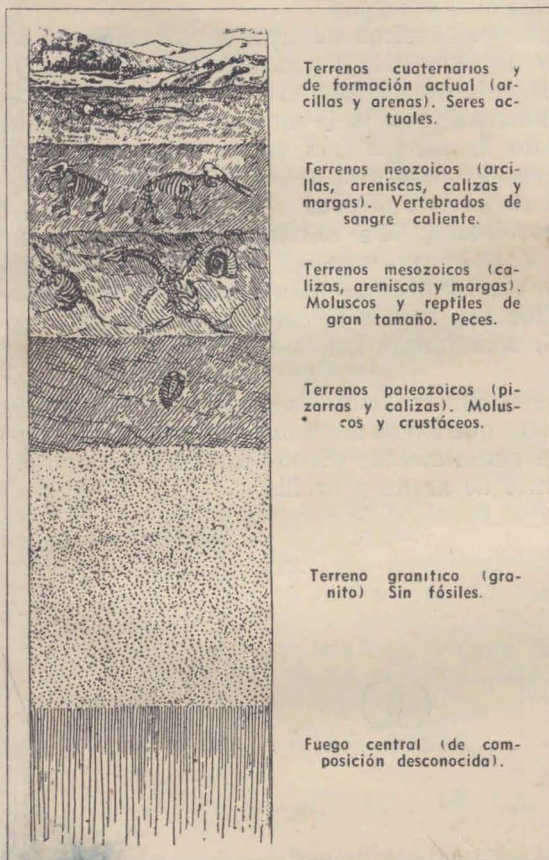 Terrenos cuaternarios y
de formación actual (ar-
cillas y arenas). Seres ac-
tuales.
Terrenos neozoicos (arci-
llas, areniscas, calizas y
margas). Vertebrados de
sangre caliente.
Terrenos mesozoicos (ca-
lizas, areniscas y margas).
Moluscos y reptiles de
gran tamaño. Peces.
Terrenos paleozoicos (pi-
zarras y calizas). Molus-
cos y crustáceos.
Terreno granítico (gra-
nito) Sin fósiles.
Fuego central (de com-
posición desconocida).